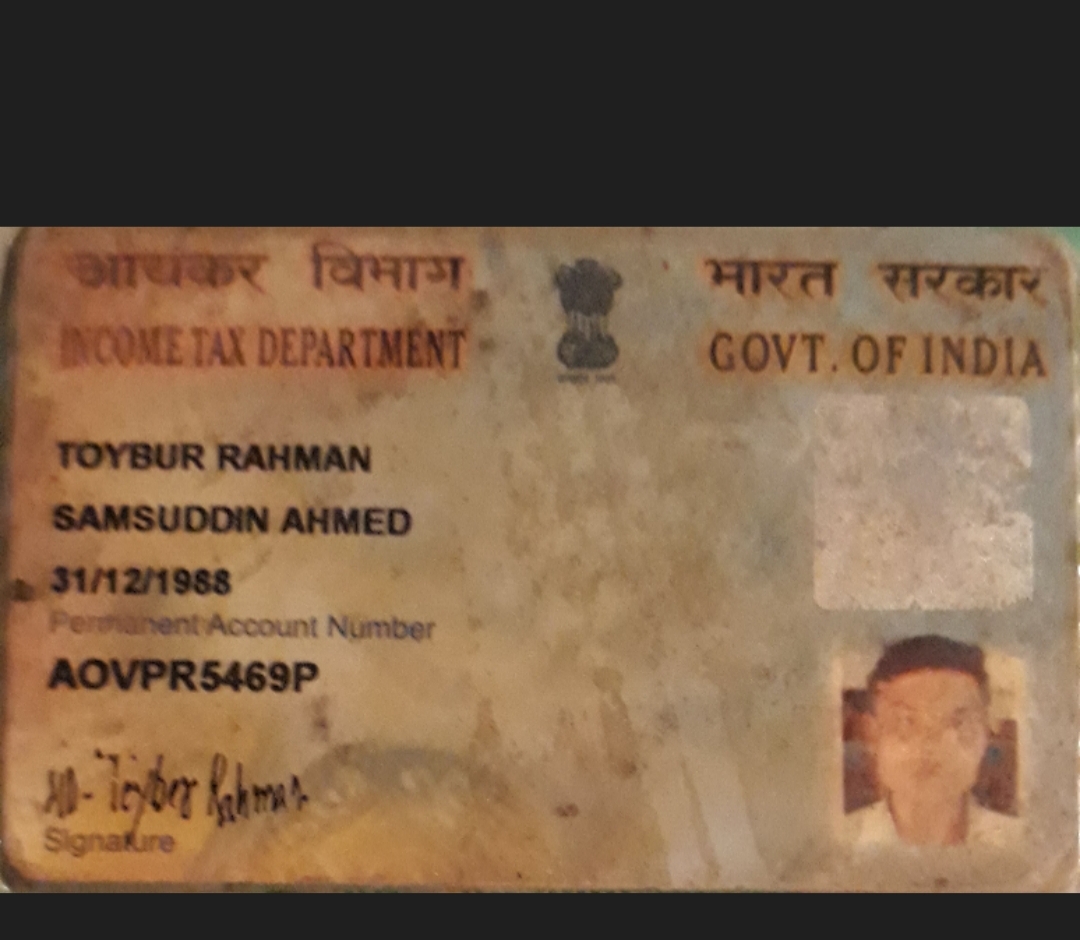 आयकर विभाग
भारत सरकार
INCOME TAX DEPARTMENT
GOVT. OF INDIA
TOYBUR RAHMAN
SAMSUDDIN AHMED
31/12/1988
Permanent Account Number
AOVPR5469P
MD- Toybur Rahman
Signature